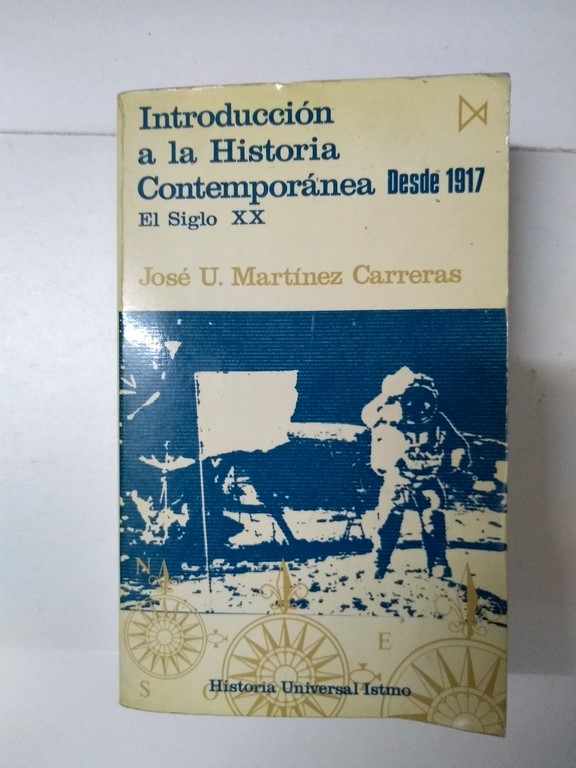 Introducción
a la Historia
Contemporánea Desde 1917
El Siglo XX
José U. Martínez Carreras
N
E
S
Historia Universal Istmo